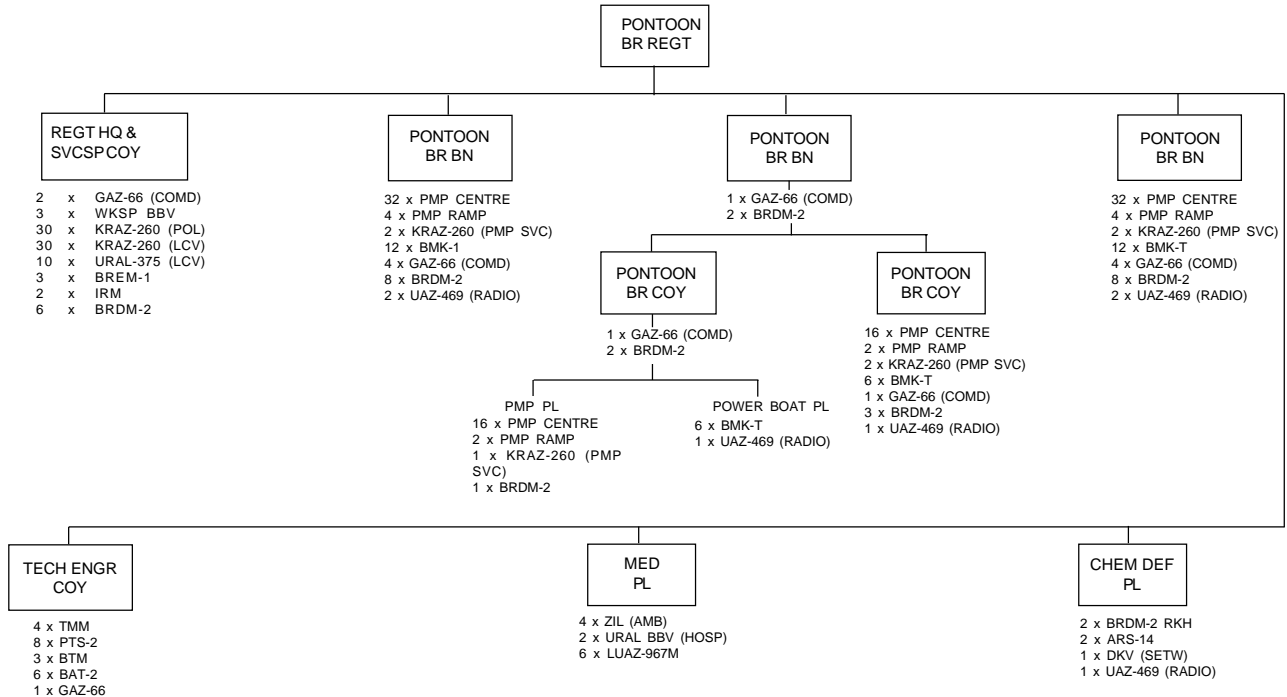 PONTOON
BR REGT
REGT HQ &
SVCSP COY
2 x GAZ-66 (COMD)
3 x WKSP BBV
30 x KRAZ-260 (POL)
30 x KRAZ-260 (LCV)
10 x URAL-375 (LCV)
3 x BREM-1
2 x IRM
6 x BRDM-2
PONTOON
BR BN
32 x PMP CENTRE
4 x PMP RAMP
2 x KRAZ-260 (PMP SVC)
12 x BMK-1
4 x GAZ-66 (COMD)
8 x BRDM-2
2 x UAZ-469 (RADIO)
PONTOON
BR BN
1 x GAZ-66 (COMD)
2 x BRDM-2
PONTOON
BR COY
1 x GAZ-66 (COMD)
2 x BRDM-2
PMP PL
16 x PMP CENTRE
2 x PMP RAMP
1 x KRAZ-260 (PMP
SVC)
1 x BRDM-2
POWER BOAT PL
6 x BMK-T
1 x UAZ-469 (RADIO)
PONTOON
BR COY
16 x PMP CENTRE
2 x PMP RAMP
2 x KRAZ-260 (PMP SVC)
6 x BMK-T
1 x GAZ-66 (COMD)
3 x BRDM-2
1 x UAZ-469 (RADIO)
PONTOON
BR BN
32 x PMP CENTRE
4 x PMP RAMP
2 x KRAZ-260 (PMP SVC)
12 x BMK-T
4 x GAZ-66 (COMD)
8 x BRDM-2
2 x UAZ-469 (RADIO)
TECH ENGR
COY
4 x TMM
8 x PTS-2
3 x BTM
6 x BAT-2
1 x GAZ-66
MED
PL
4 x ZIL (AMB)
2 x URAL BBV (HOSP)
6 x LUAZ-967M
CHEM DEF
PL
2 x BRDM-2 RKH
2 x ARS-14
1 x DKV (SETW)
1 x UAZ-469 (RADIO)